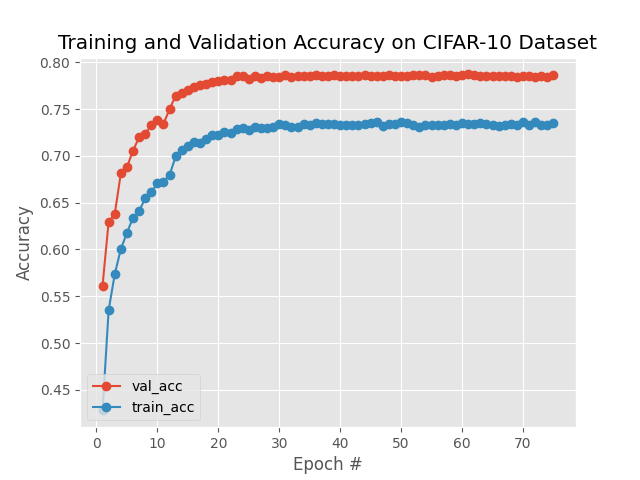 Training and Validation Accuracy on CIFAR-10 Dataset
Accuracy
0.80
0.75
0.70
0.65
0.60
0.55
0.50
0.45
val_acc
train_acc
0 10 20 30 40 50 60 70
Epoch #